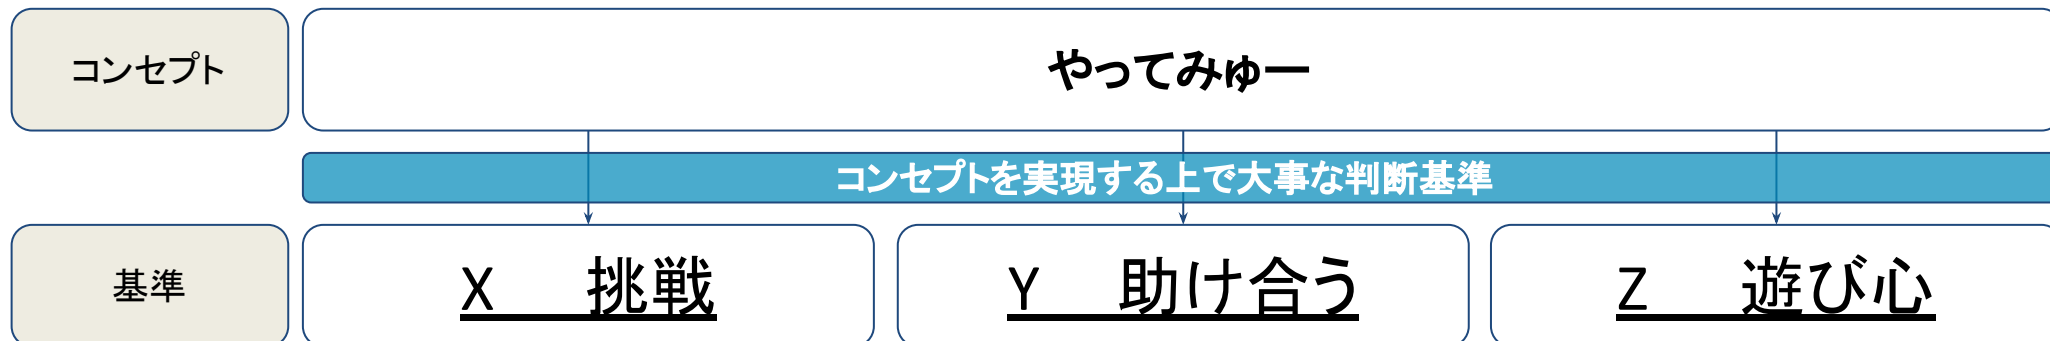 コンセプト
やってみゅー
コンセプトを実現する上で大事な判断基準
基準
X　挑戦
Y　助け合う
Z　遊び心